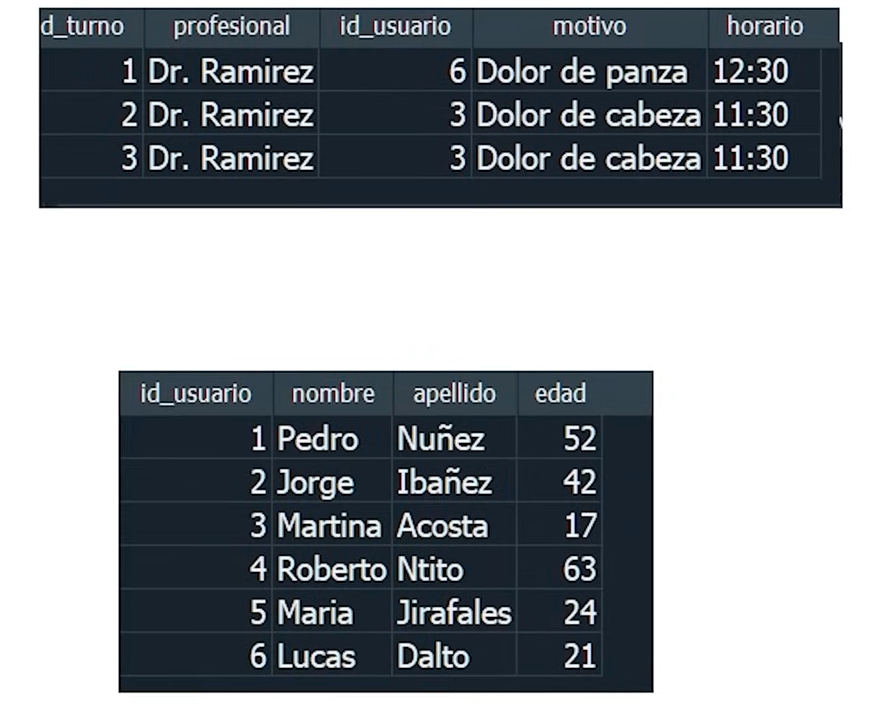 d_turno profesional id_usuario motivo horario
1 Dr. Ramirez 6 Dolor de panza 12:30
2 Dr. Ramirez 3 Dolor de cabeza 11:30
3 Dr. Ramirez 3 Dolor de cabeza 11:30
id_usuario nombre apellido edad
1 Pedro Nuñez 52
2 Jorge Ibañez 42
3 Martina Acosta 17
4 Roberto Ntito 63
5 Maria Jirafales 24
6 Lucas Dalto 21